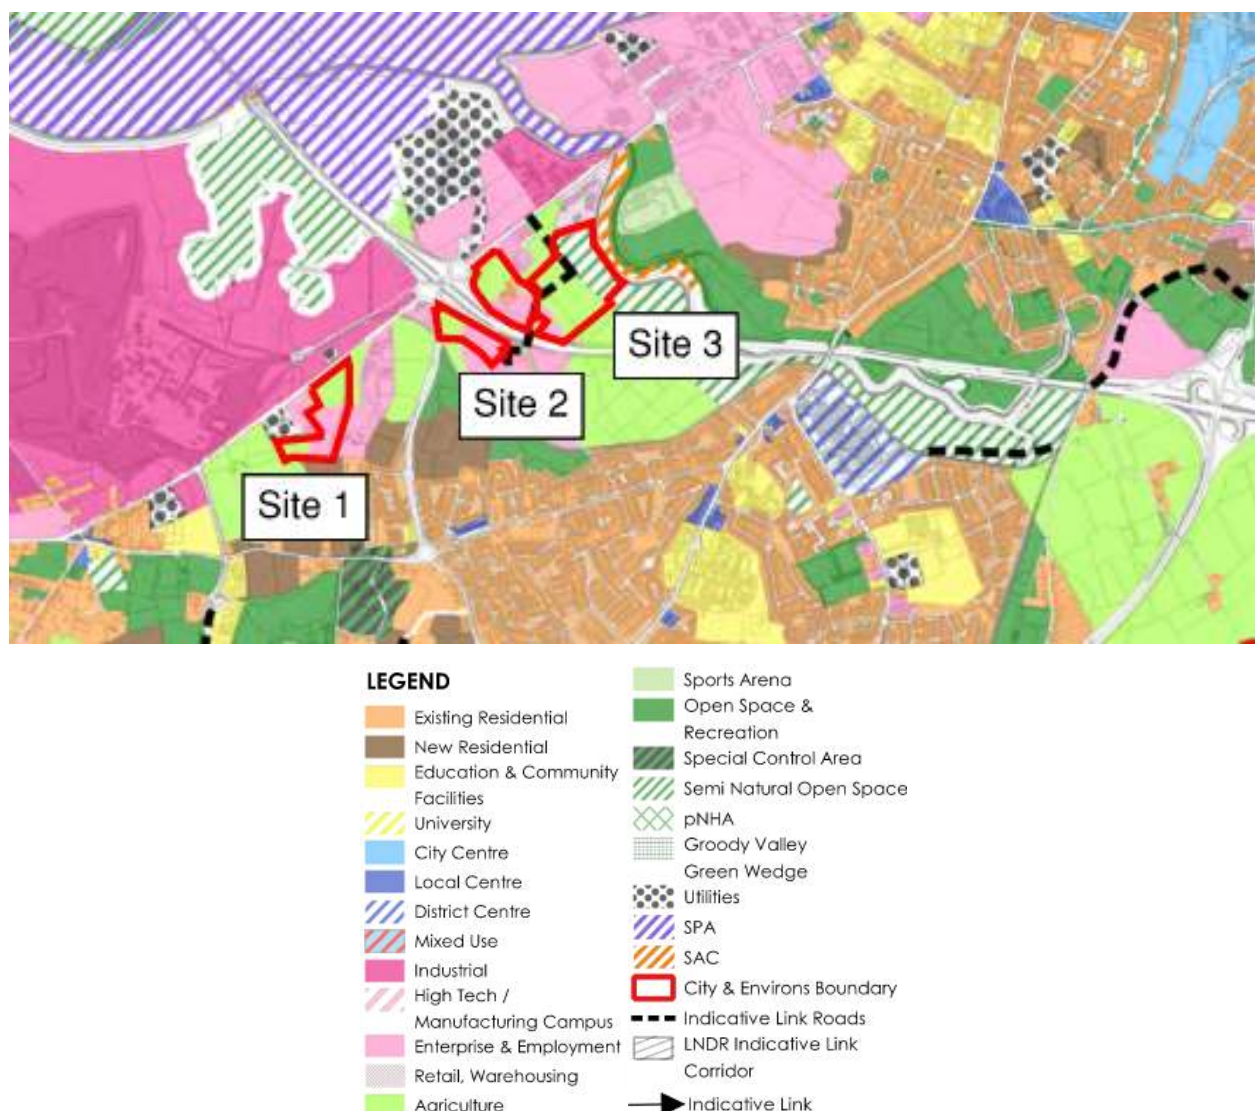 Site 3
Site 2
Site 1
LEGEND
Existing Residential
New Residential
Education & Community
Facilities
University
City Centre
Local Centre
District Centre
Mixed Use
Industrial
High Tech /
Manufacturing Campus
Enterprise & Employment
Retail, Warehousing
Agriculture
Sports Arena
Open Space &
Recreation
Special Control Area
Semi Natural Open Space
pNHA
Groody Valley
Green Wedge
Utilities
SPA
SAC
City & Environs Boundary
Indicative Link Roads
LNDR Indicative Link
Corridor
Indicative Link